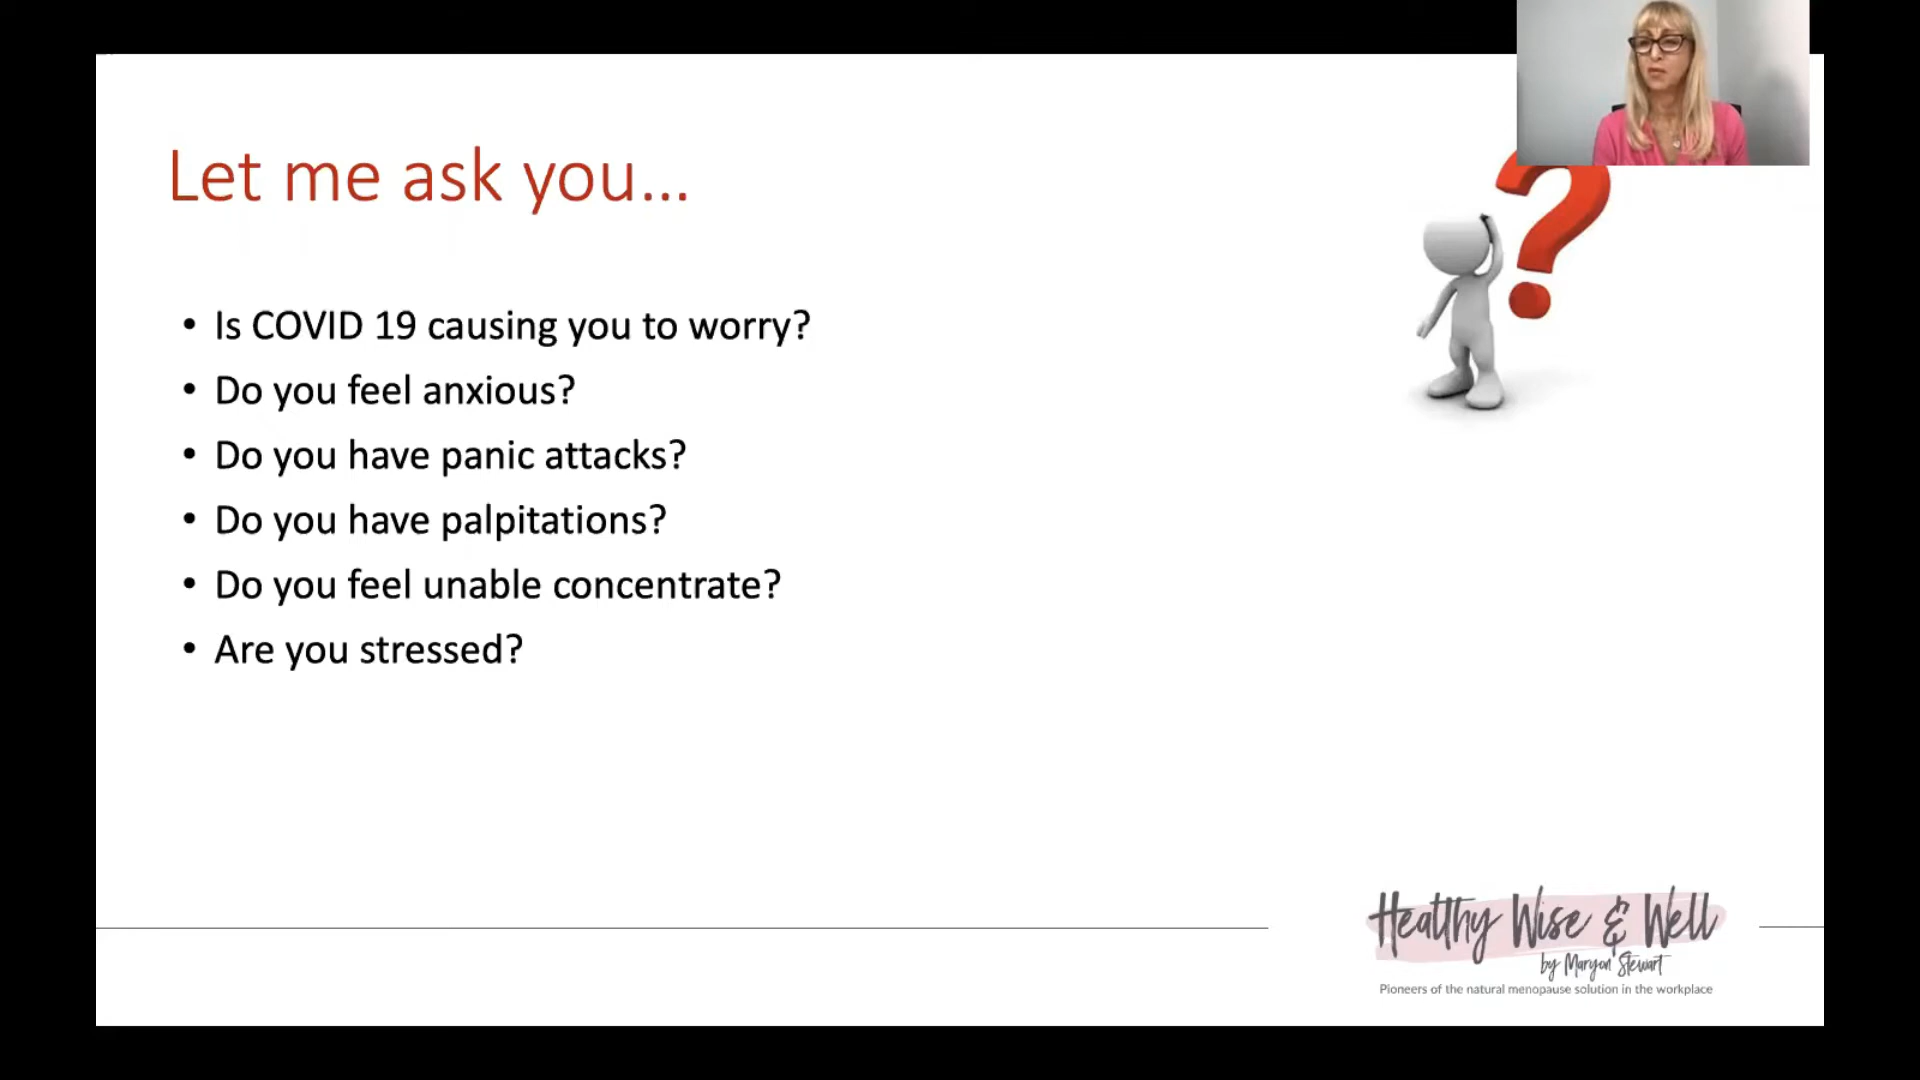 Let me ask you...
• Is COVID 19 causing you to worry?
• Do you feel anxious?
• Do you have panic attacks?
• Do you have palpitations?
• Do you feel unable concentrate?
• Are you stressed?
Healthy Wise & Well
by Maryon Stewart
Pioneers of the natural menopause solution in the workplace